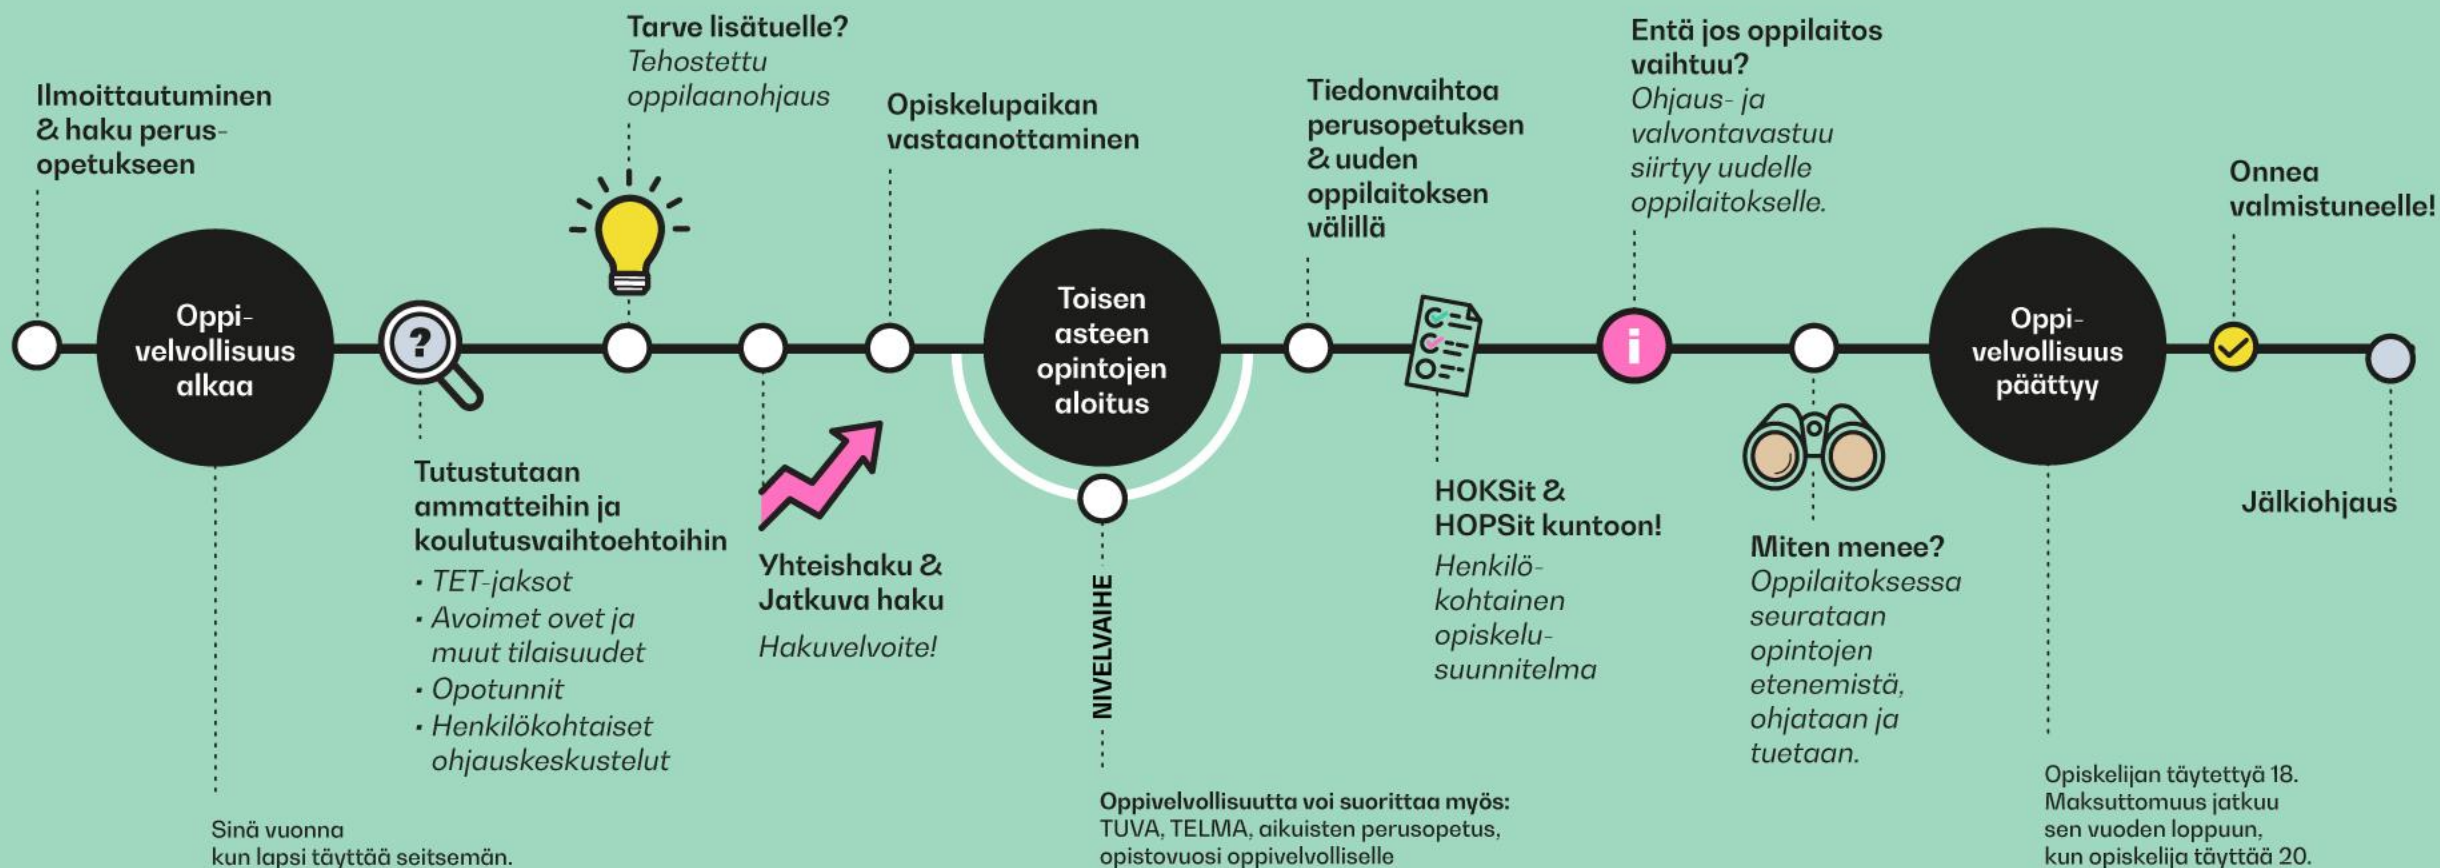 Ilmoittautuminen
& haku perus-
opetukseen
Oppi-
velvollisuus
alkaa
Sinä vuonna
kun lapsi täyttää seitsemän.
?
Tutustutaan
ammatteihin ja
koulutusvaihtoehtoihin
• TET-jaksot
• Avoimet ovet ja
muut tilaisuudet
• Opotunnit
• Henkilökohtaiset
ohjauskeskustelut
Tarve lisätuelle?
Tehostettu
oppilaanohjaus
Yhteishaku &
Jatkuva haku
Hakuvelvoite!
Opiskelupaikan
vastaanottaminen
Toisen
asteen
opintojen
aloitus
NIVELVAIHE
Oppivelvollisuutta voi suorittaa myös:
TUVA, TELMA, aikuisten perusopetus,
opistovuosi oppivelvolliselle
Tiedonvaihtoa
perusopetuksen
& uuden
oppilaitoksen
välillä
HOKSit &
HOPSit kuntoon!
Henkilö-
kohtainen
opiskelu-
suunnitelma
Entä jos oppilaitos
vaihtuu?
Ohjaus- ja
valvontavastuu
siirtyy uudelle
oppilaitokselle.
i
Miten menee?
Oppilaitoksessa
seurataan
opintojen
etenemistä,
ohjataan ja
tuetaan.
Oppi-
velvollisuus
päättyy
Opiskelijan täytettyä 18.
Maksuttomuus jatkuu
sen vuoden loppuun,
kun opiskelija täyttää 20.
Onnea
valmistuneelle!
Jälkiohjaus